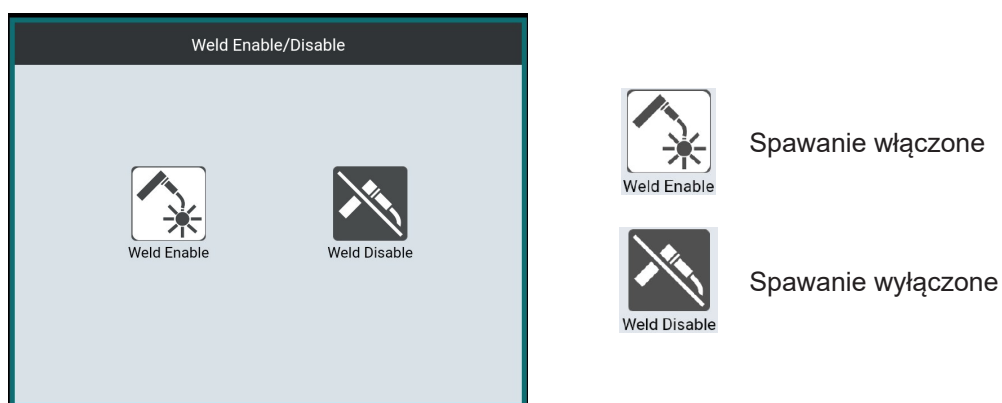 Weld Enable/Disable
Weld Enable
Weld Disable
Weld Enable
Spawanie włączone
Weld Disable
Spawanie wyłączone